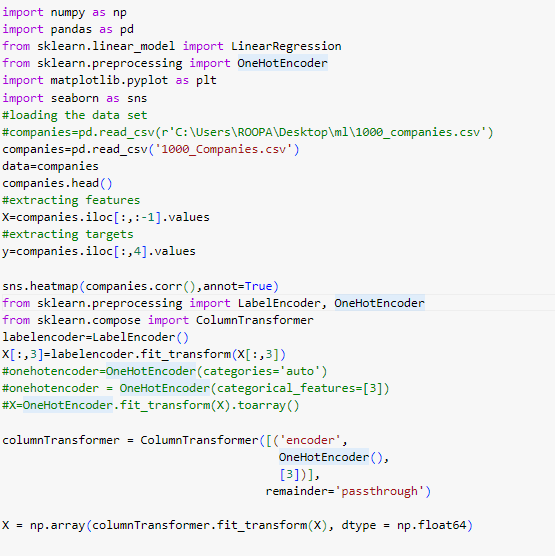 import numpy as np
import pandas as pd
from sklearn.linear_model import LinearRegression
from sklearn.preprocessing import OneHotEncoder
import matplotlib.pyplot as plt
import seaborn as sns
#loading the data set
#companies=pd.read_csv(r'C:\Users\ROOPA\Desktop\ml\1000_companies.csv')
companies=pd.read_csv('1000_Companies.csv')
data=companies
companies.head()
#extracting features
X=companies.iloc[:,:-1].values
#extracting targets
y=companies.iloc[:,4].values

sns.heatmap(companies.corr(),annot=True)
from sklearn.preprocessing import LabelEncoder, OneHotEncoder
from sklearn.compose import ColumnTransformer
labelencoder=LabelEncoder()
X[:,3]=labelencoder.fit_transform(X[:,3])
#onehotencoder=OneHotEncoder(categories='auto')
#onehotencoder = OneHotEncoder(categorical_features=[3])
#X=OneHotEncoder.fit_transform(X).toarray()

columnTransformer = ColumnTransformer([('encoder',
                                        OneHotEncoder(),
                                        [3])],
                                      remainder='passthrough')

X = np.array(columnTransformer.fit_transform(X), dtype = np.float64)